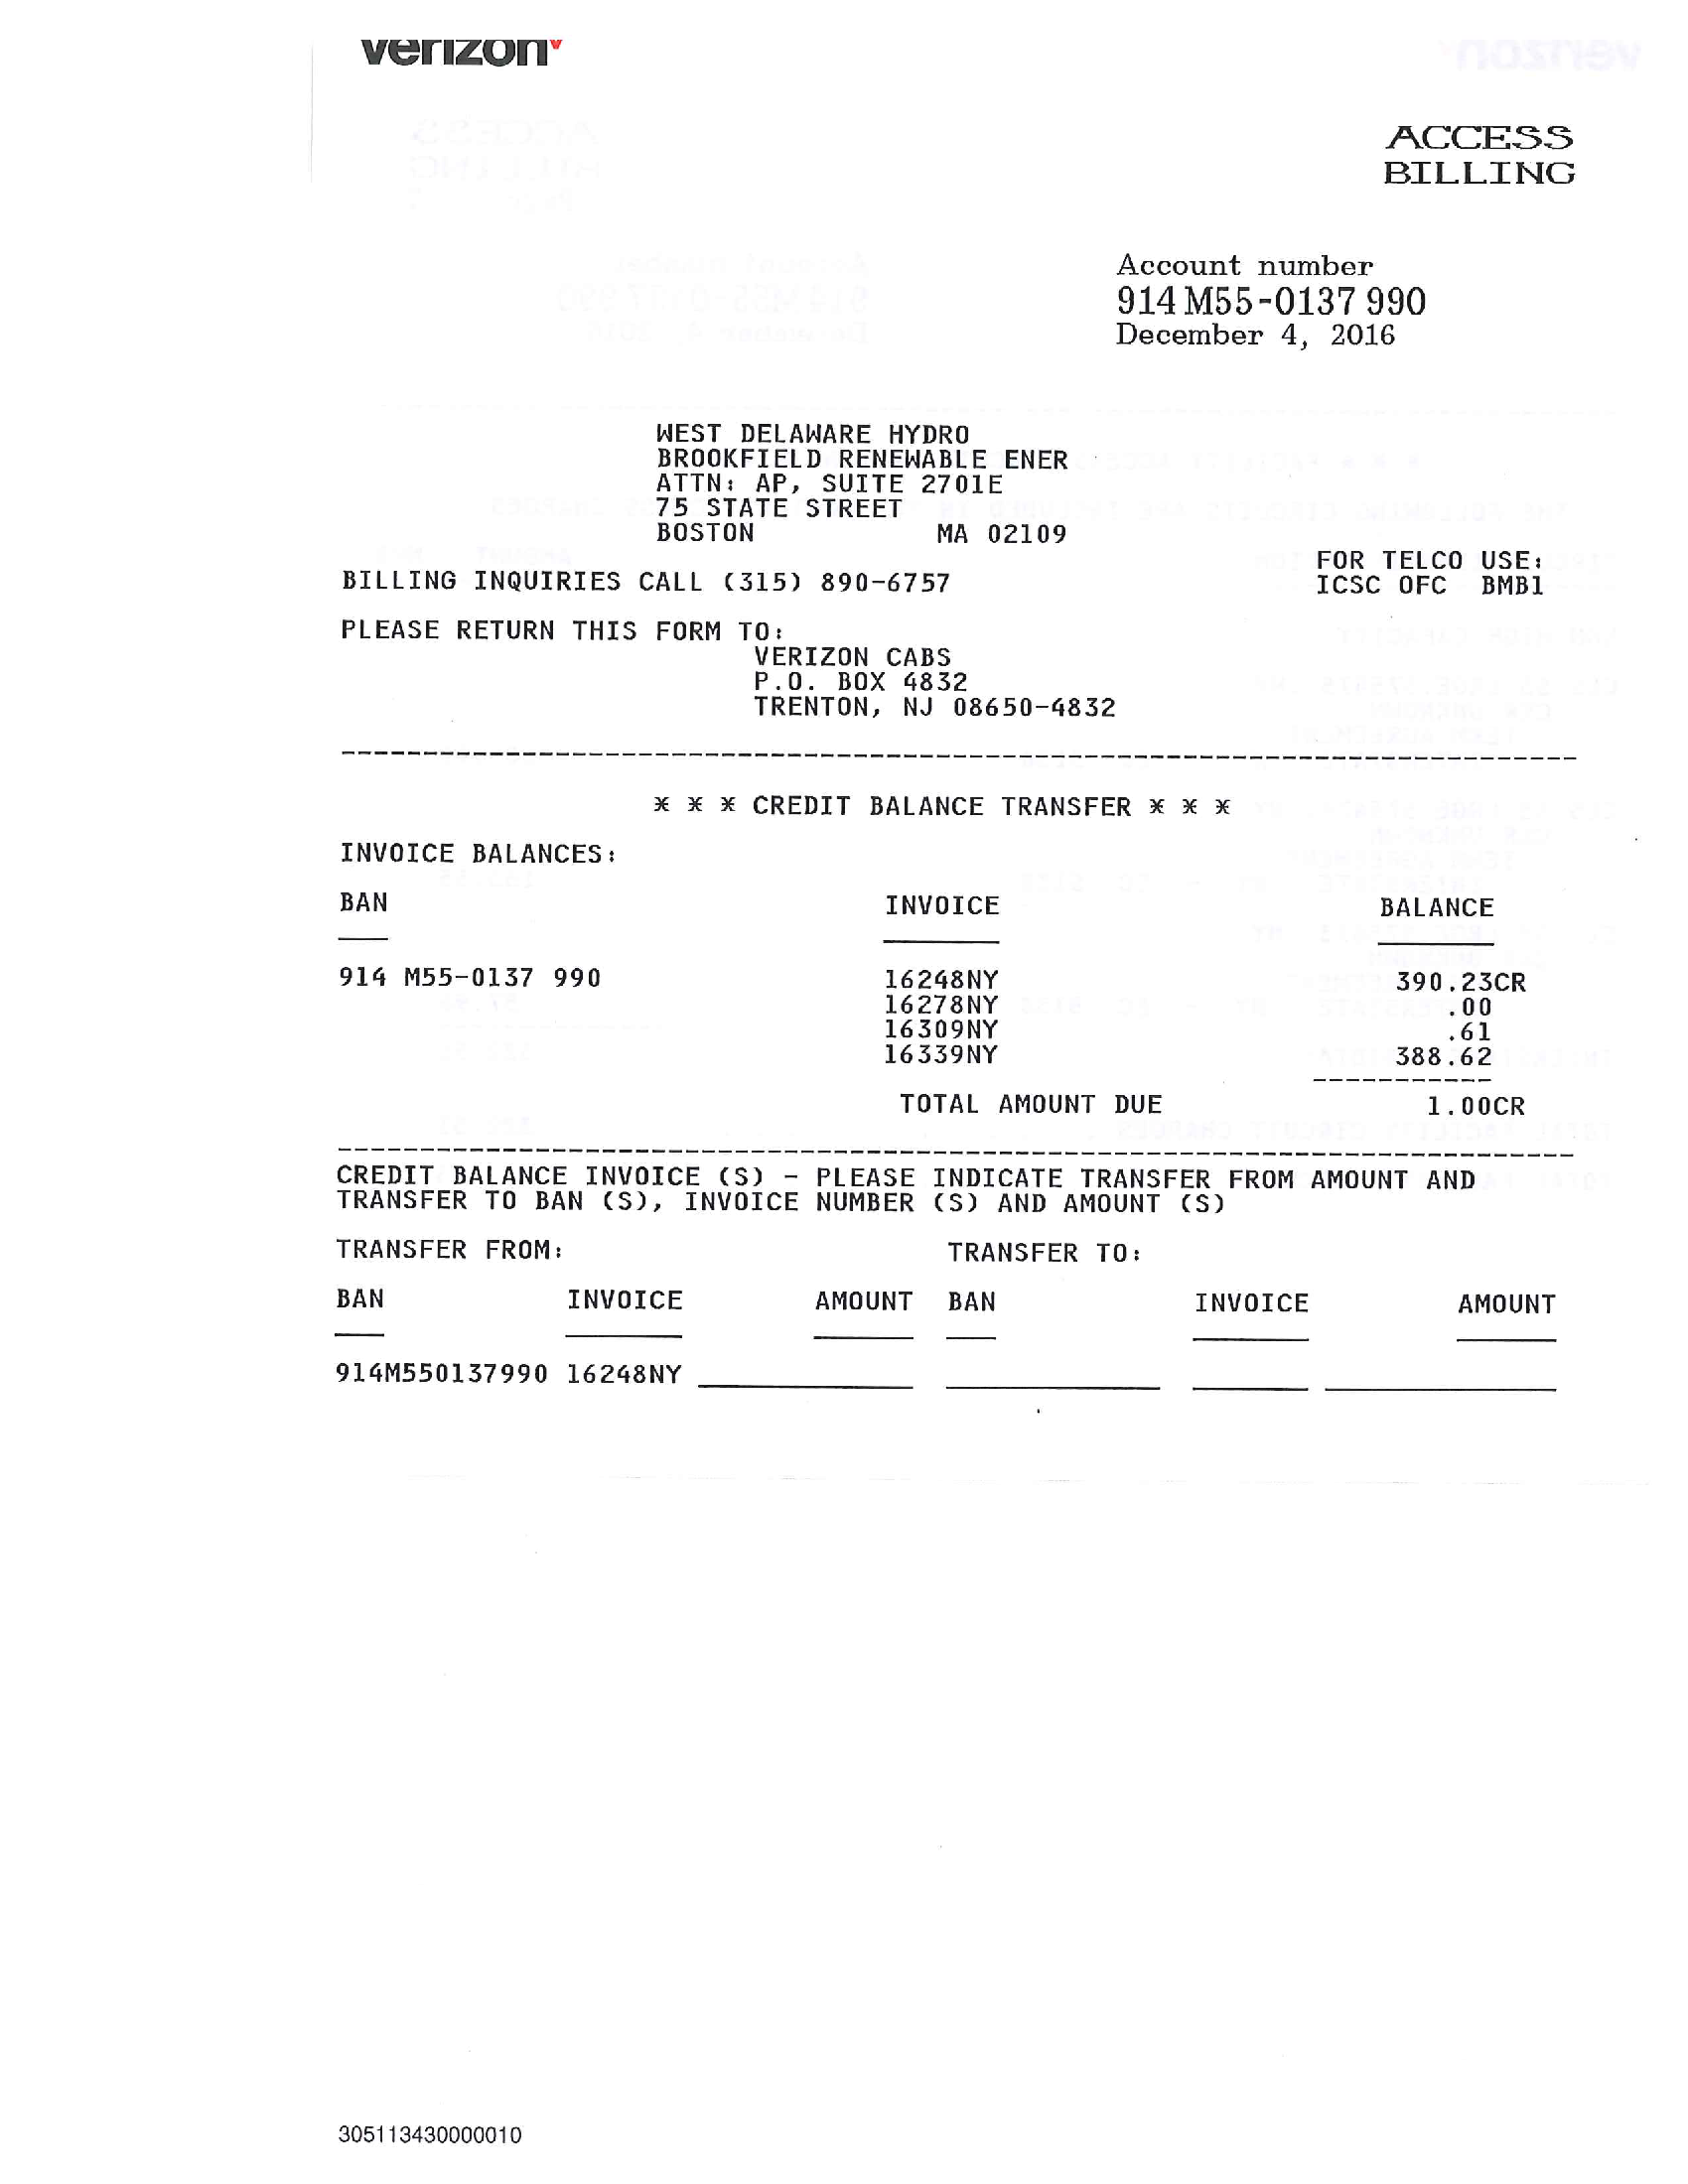 verizon
ACCESS
BILLING
Account number
914 M55-0137 990
December 4, 2016
WEST DELAWARE HYDRO
BROOKFIELD RENEWABLE ENER
ATTN: AP, SUITE 2701E
75 STATE STREET
BOSTON MA 02109
FOR TELCO USE:
BILLING INQUIRIES CALL (315) 890-6757 ICSC OFC BMB1
PLEASE RETURN THIS FORM TO:
VERIZON CABS
P.O. BOX 4832
TRENTON, NJ 08650-4832
* * * CREDIT BALANCE TRANSFER * * *
INVOICE BALANCES:
BAN INVOICE BALANCE
914 M55-0137 990 16248NY 390.23CR
16278NY .00
16309NY .61
16339NY 388.62
TOTAL AMOUNT DUE 1.00CR
CREDIT BALANCE INVOICE (S) - PLEASE INDICATE TRANSFER FROM AMOUNT AND
TRANSFER TO BAN (S), INVOICE NUMBER (S) AND AMOUNT (S)
TRANSFER FROM: TRANSFER TO:
BAN INVOICE AMOUNT BAN INVOICE AMOUNT
914M550137990 16248NY
305113430000010